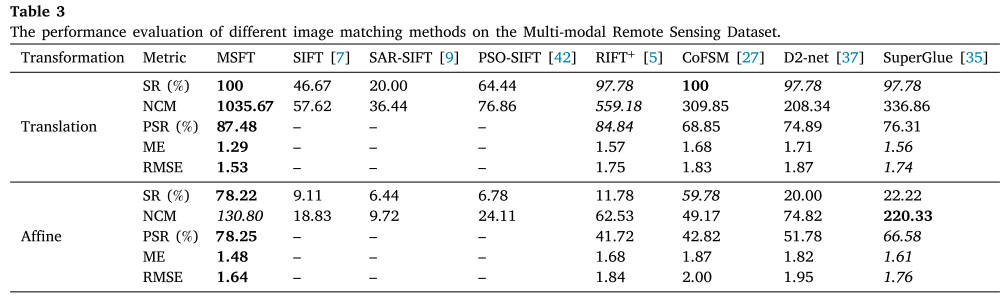 Table 3
The performance evaluation of different image matching methods on the Multi-modal Remote Sensing Dataset.
Transformation Metric MSFT SIFT [7] SAR-SIFT [9] PSO-SIFT [42] RIFT+ [5] CoFSM [27] D2-net [37] SuperGlue [35]
SR (%) 100 46.67 20.00 64.44 97.78 100 97.78 97.78
NCM 1035.67 57.62 36.44 76.86 559.18 309.85 208.34 336.86
Translation PSR (%) 87.48 – – – 84.84 68.85 74.89 76.31
ME 1.29 – – – 1.57 1.68 1.71 1.56
RMSE 1.53 – – – 1.75 1.83 1.87 1.74
SR (%) 78.22 9.11 6.44 6.78 11.78 59.78 20.00 22.22
NCM 130.80 18.83 9.72 24.11 62.53 49.17 74.82 220.33
Affine PSR (%) 78.25 – – – 41.72 42.82 51.78 66.58
ME 1.48 – – – 1.68 1.87 1.82 1.61
RMSE 1.64 – – – 1.84 2.00 1.95 1.76